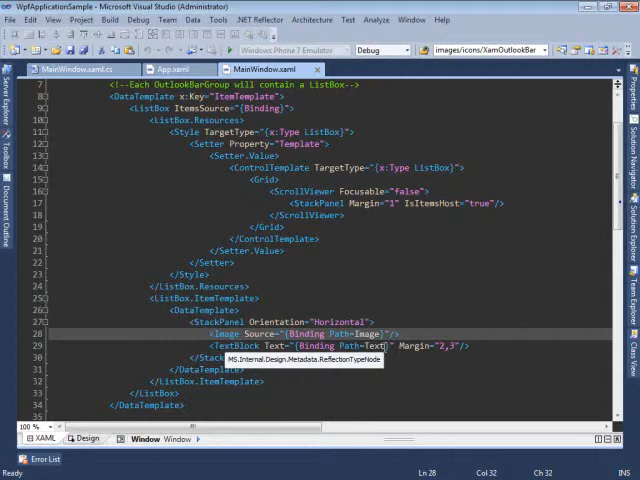 WpfApplicationSample - Microsoft Visual Studio (Administrator)
File Edit View Project Build Debug Team Data Tools .NET Reflector Architecture Test Analyze Window Help
Windows Phone 7 Emulator Debug images/icons/XamOutlookBar
MainWindow.xaml.cs App.xaml MainWindow.xaml
Server Explorer
Toolbox
Document Outline
7 <!--Each OutlookBarGroup will contain a ListBox-->
8 <DataTemplate x:Key="ItemTemplate">
9 <ListBox ItemsSource="{Binding}">
10 <ListBox.Resources>
11 <Style TargetType="{x:Type ListBox}">
12 <Setter Property="Template">
13 <Setter.Value>
14 <ControlTemplate TargetType="{x:Type ListBox}">
15 <Grid>
16 <ScrollViewer Focusable="false">
17 <StackPanel Margin="1" IsItemsHost="true"/>
18 </ScrollViewer>
19 </Grid>
20 </ControlTemplate>
21 </Setter.Value>
22 </Setter>
23 </Style>
24 </ListBox.Resources>
25 <ListBox.ItemTemplate>
26 <DataTemplate>
27 <StackPanel Orientation="Horizontal">
28 <Image Source="{Binding Path=Image}"/>
29 <TextBlock Text="{Binding Path=Text}" Margin="2,3"/>
30 </Stack
MS.Internal.Design.Metadata.ReflectionTypeNode
31 </DataTemplate>
32 </ListBox.ItemTemplate>
33 </ListBox>
34 </DataTemplate>
35
Properties
Solution Navigator
Solution Explorer
Team Explorer
Class View
100 %
XAML Design Window Window
Error List
Ready Ln 28 Col 32 Ch 32 INS